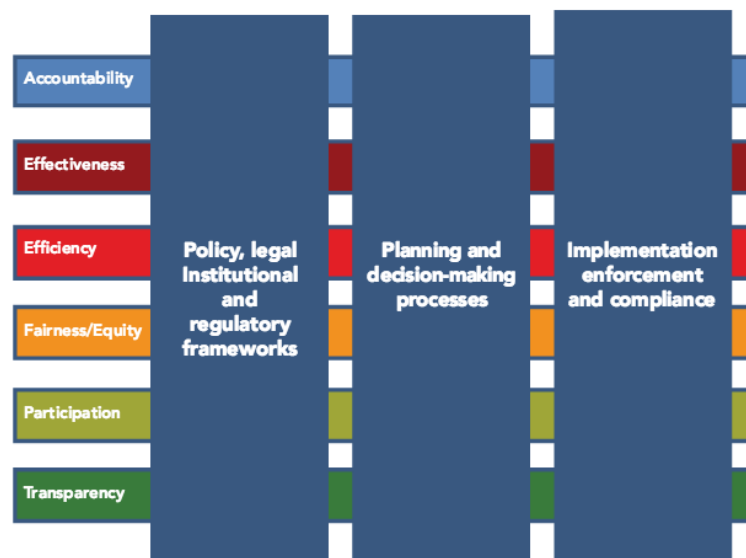 Accountability
Effectiveness
Efficiency
Fairness/Equity
Participation
Transparency
Policy, legal
Institutional
and
regulatory
frameworks
Planning and
decision-making
processes
Implementation
enforcement
and compliance